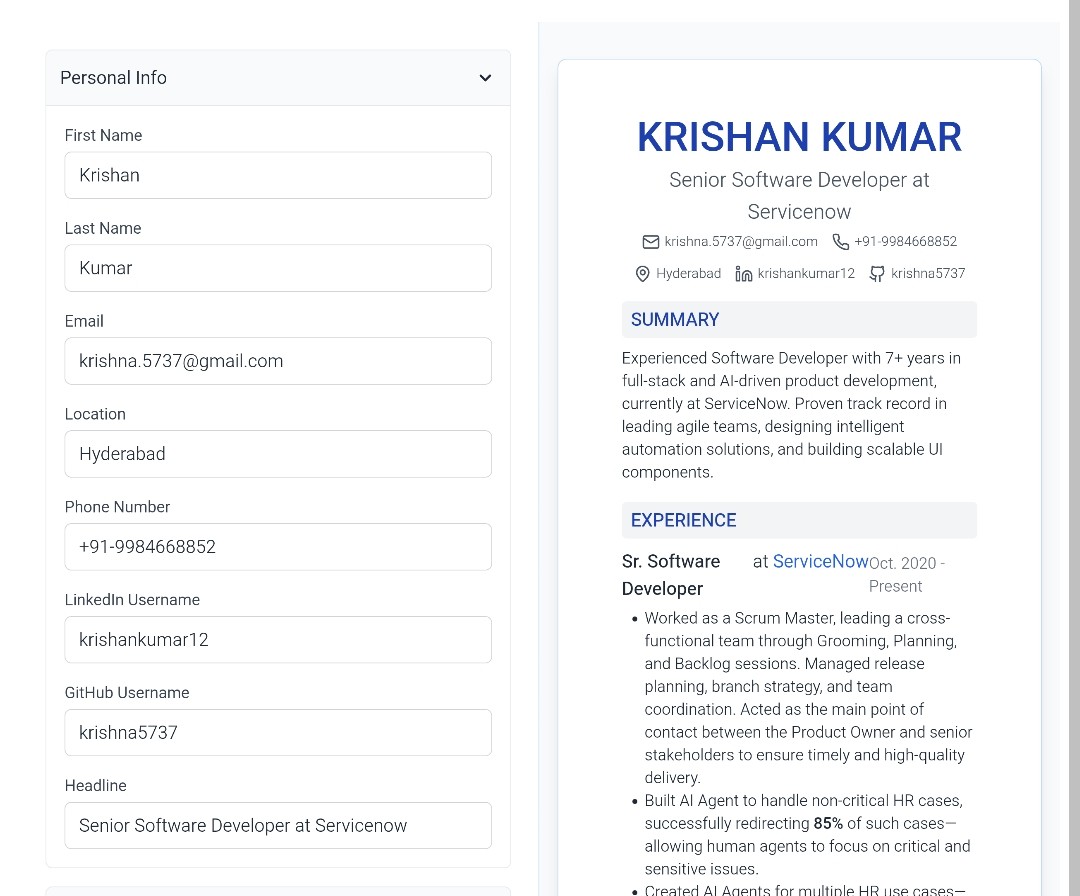 Personal Info
First Name
Krishan
Last Name
Kumar
Email
krishna.5737@gmail.com
Location
Hyderabad
Phone Number
+91-9984668852
LinkedIn Username
krishankumar12
GitHub Username
krishna5737
Headline
Senior Software Developer at Servicenow
KRISHAN KUMAR
Senior Software Developer at
Servicenow
krishna.5737@gmail.com +91-9984668852
Hyderabad krishankumar12 krishna5737
SUMMARY
Experienced Software Developer with 7+ years in
full-stack and AI-driven product development,
currently at ServiceNow. Proven track record in
leading agile teams, designing intelligent
automation solutions, and building scalable UI
components.
EXPERIENCE
Sr. Software at ServiceNow Oct. 2020 -
Developer Present
• Worked as a Scrum Master, leading a cross-
functional team through Grooming, Planning,
and Backlog sessions. Managed release
planning, branch strategy, and team
coordination. Acted as the main point of
contact between the Product Owner and senior
stakeholders to ensure timely and high-quality
delivery.
• Built AI Agent to handle non-critical HR cases,
successfully redirecting 85% of such cases—
allowing human agents to focus on critical and
sensitive issues.
• Created AI Agents for multiple HR use cases—